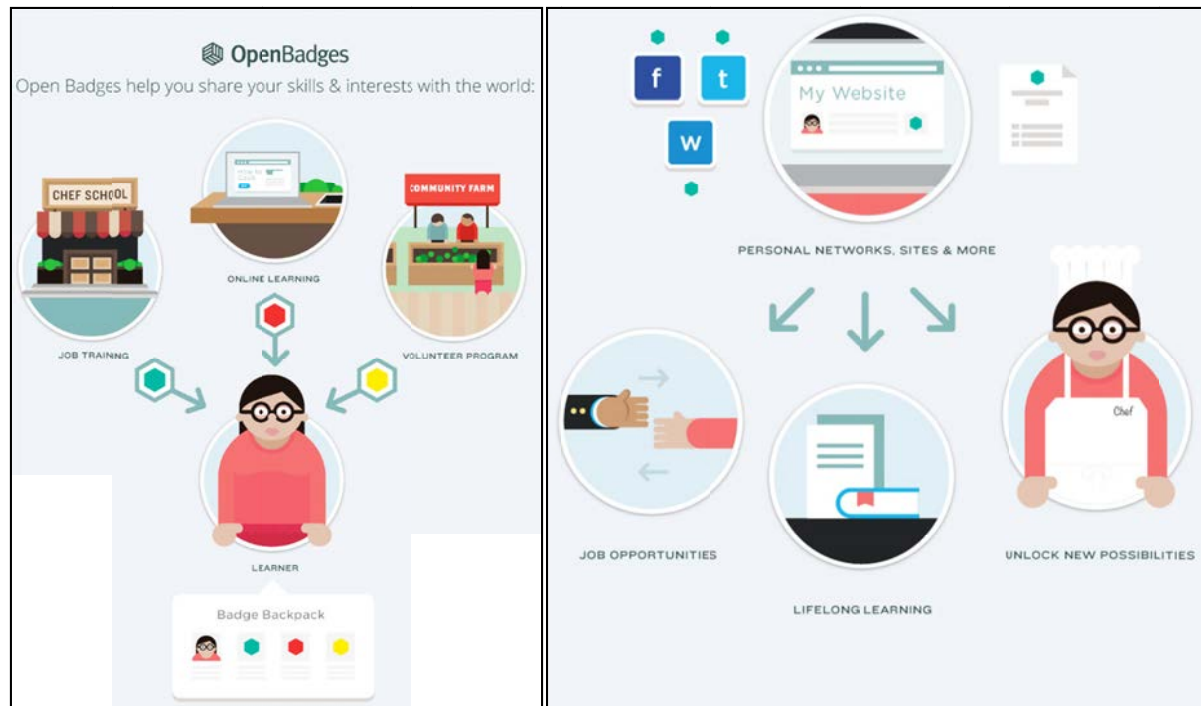 OpenBadges
Open Badges help you share your skills & interests with the world:
CHEF SCHOOL
COMMUNITY FARM
ONLINE LEARNING
JOB TRAINNG
VOLUNTEER PROGRAM
LEARNER
Badge Backpack
f
t
w
My Website
PERSONAL NETWORKS, SITES & MORE
Chef
JOB OPPORTUNITIES
UNLOCK NEW POSSIBILITIES
LIFELONG LEARNING